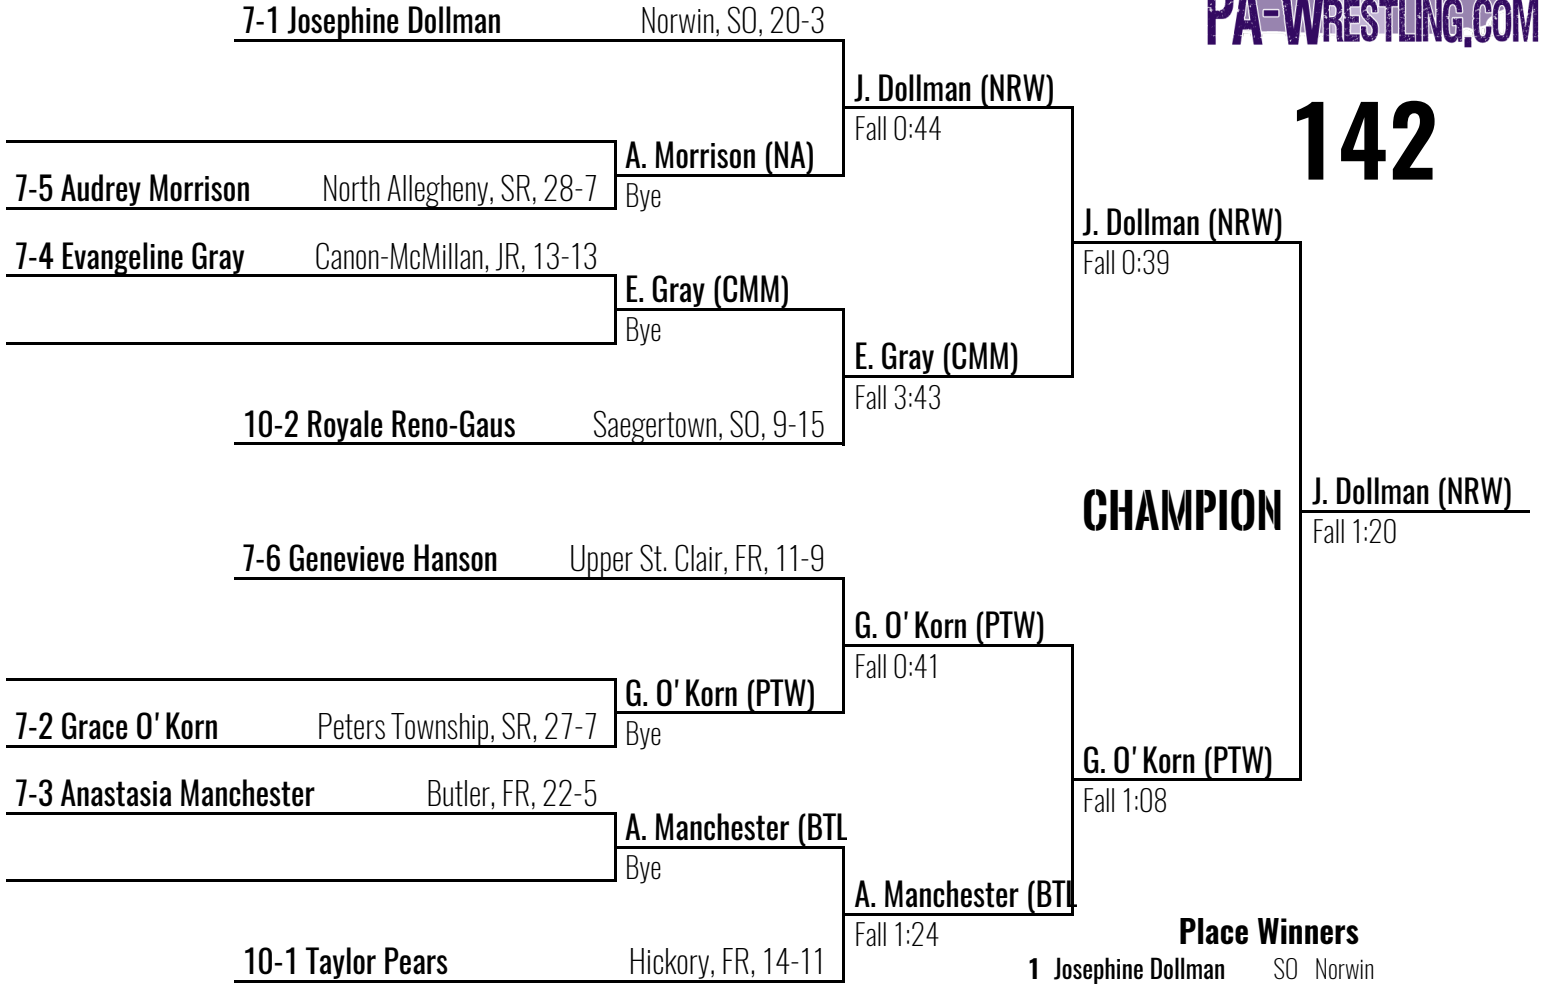 7-1 Josephine Dollman Norwin, SO, 20-3
PA-WRESTLING.COM
J. Dollman (NRW)
Fall 0:44
142
A. Morrison (NA)
7-5 Audrey Morrison North Allegheny, SR, 28-7
Bye
J. Dollman (NRW)
Fall 0:39
7-4 Evangeline Gray Canon-McMillan, JR, 13-13
E. Gray (CMM)
Bye
E. Gray (CMM)
Fall 3:43
10-2 Royale Reno-Gaus Saegertown, SO, 9-15
CHAMPION
J. Dollman (NRW)
Fall 1:20
7-6 Genevieve Hanson Upper St. Clair, FR, 11-9
G. O'Korn (PTW)
Fall 0:41
G. O'Korn (PTW)
7-2 Grace O'Korn Peters Township, SR, 27-7
Bye
G. O'Korn (PTW)
Fall 1:08
7-3 Anastasia Manchester Butler, FR, 22-5
A. Manchester (BTL
Bye
A. Manchester (BTL
Fall 1:24
10-1 Taylor Pears Hickory, FR, 14-11
Place Winners
1 Josephine Dollman SO Norwin